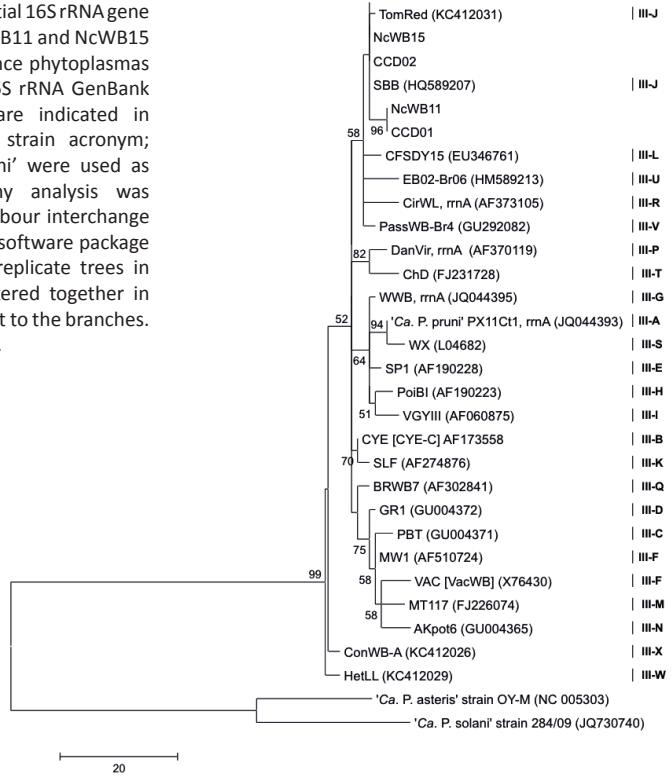 tial 16S rRNA gene
B11 and NcWB15
nce phytoplasmas
6S rRNA GenBank
are indicated in
strain acronym;
ni’ were used as
ny analysis was
bour interchange
software package
replicate trees in
tered together in
t to the branches.
TomRed (KC412031) III-J
NcWB15
CCD02
SBB (HQ589207) III-J
NcWB11
96 CCD01
58
CFSDY15 (EU346761) III-L
EB02-Br06 (HM589213) III-U
CirWL, rrnA (AF373105) III-R
PassWB-Br4 (GU292082) III-V
82 DanVir, rrnA (AF370119) III-P
ChD (FJ231728) III-T
WWB, rrnA (JQ044395) III-G
52
94 'Ca. P. pruni' PX11Ct1, rrnA (JQ044393) III-A
WX (L04682) III-S
64
SP1 (AF190228) III-E
PoiBI (AF190223) III-H
51 VGYIII (AF060875) III-I
CYE [CYE-C] AF173558 III-B
70 SLF (AF274876) III-K
BRWB7 (AF302841) III-Q
GR1 (GU004372) III-D
PBT (GU004371) III-C
75
MW1 (AF510724) III-F
99
58 VAC [VacWB] (X76430) III-F
MT117 (FJ226074) III-M
58
AKpot6 (GU004365) III-N
ConWB-A (KC412026) III-X
HetLL (KC412029) III-W
'Ca. P. asteris' strain OY-M (NC 005303)
'Ca. P. solani' strain 284/09 (JQ730740)
20